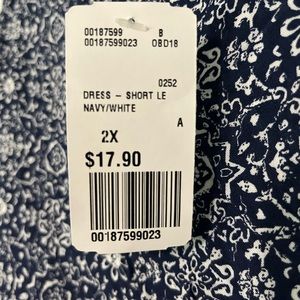 00187599 B
00187599023 OBD18
0252
DRESS – SHORT LE
NAVY/WHITE
A
2X
$17.90
00187599023